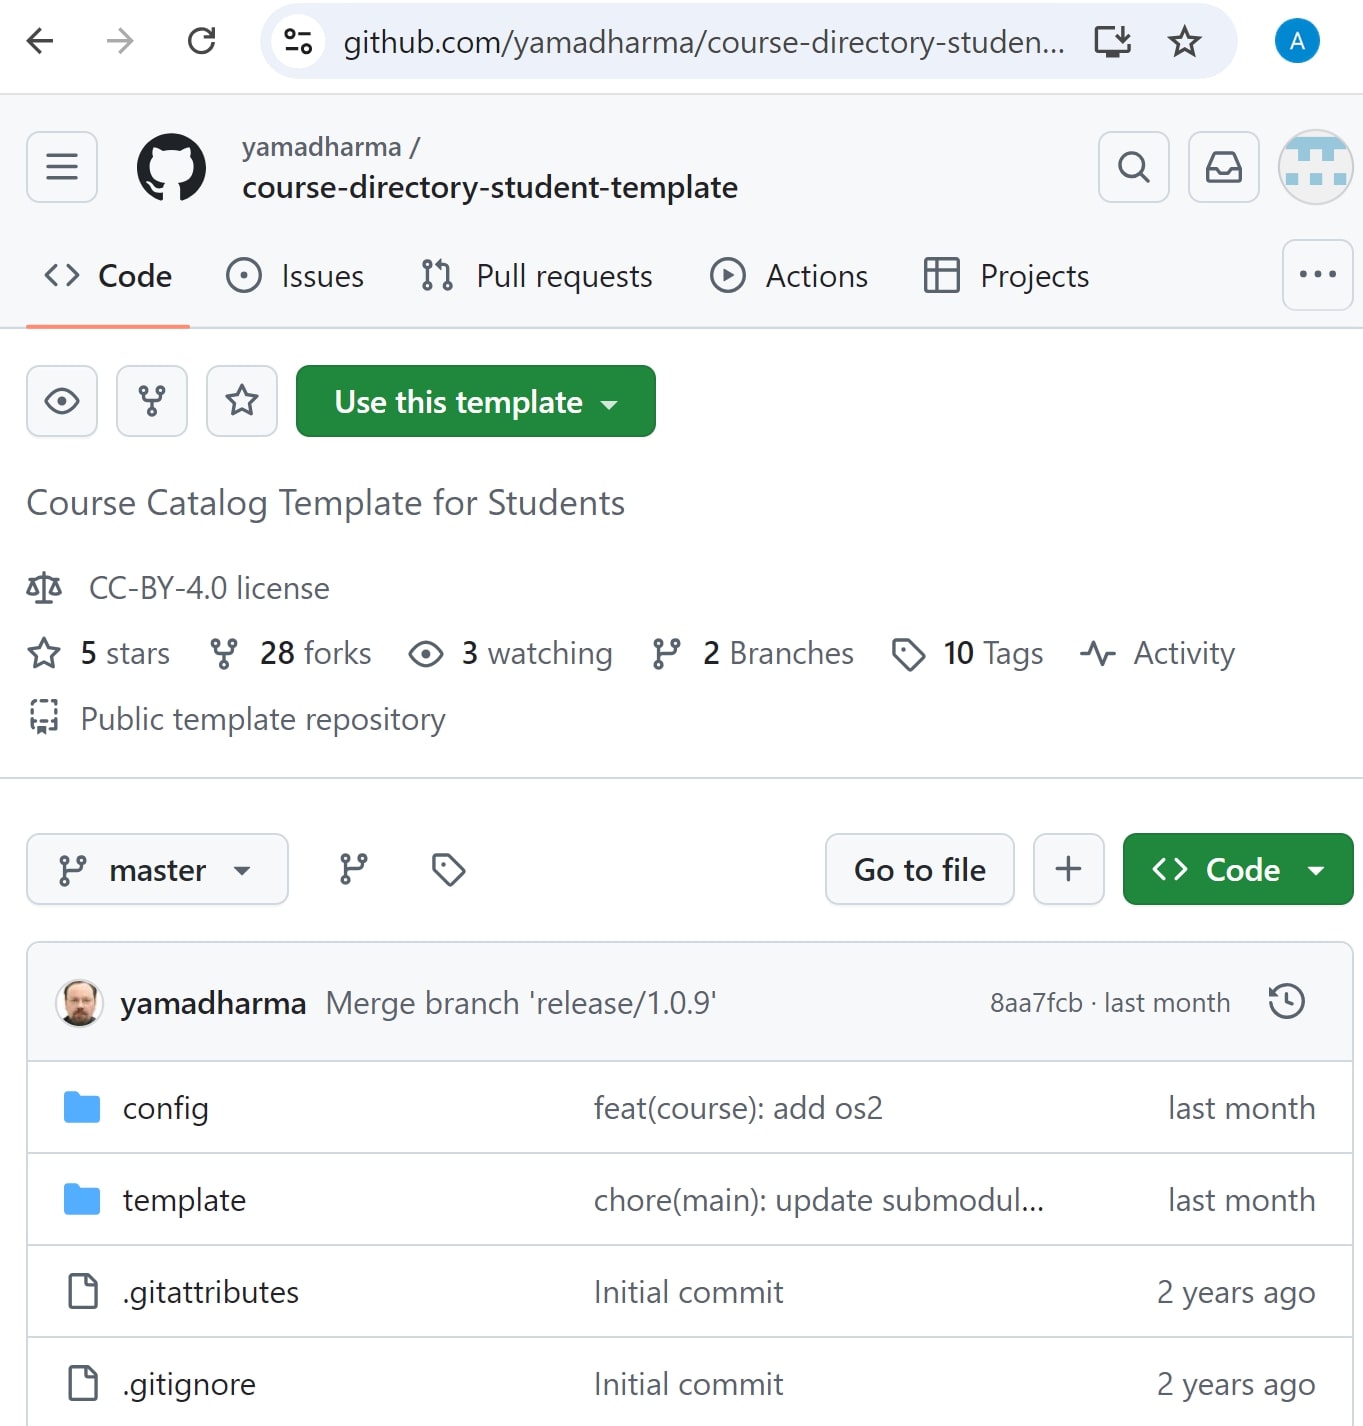 github.com/yamadharma/course-directory-studen...
A
yamadharma /
course-directory-student-template
Code Issues Pull requests Actions Projects
Use this template
Course Catalog Template for Students
CC-BY-4.0 license
5 stars 28 forks 3 watching 2 Branches 10 Tags Activity
Public template repository
master Go to file Code
yamadharma Merge branch 'release/1.0.9' 8aa7fcb · last month
config feat(course): add os2 last month
template chore(main): update submodul... last month
.gitattributes Initial commit 2 years ago
.gitignore Initial commit 2 years ago